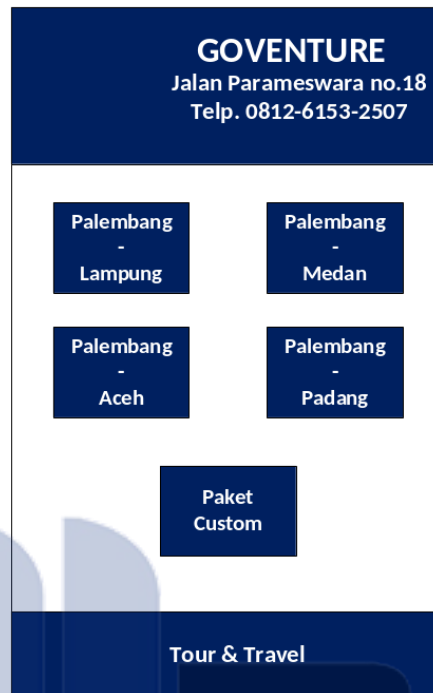 GOVENTURE
Jalan Parameswara no.18
Telp. 0812-6153-2507
Palembang
-
Lampung
Palembang
-
Medan
Palembang
-
Aceh
Palembang
-
Padang
Paket
Custom
Tour & Travel